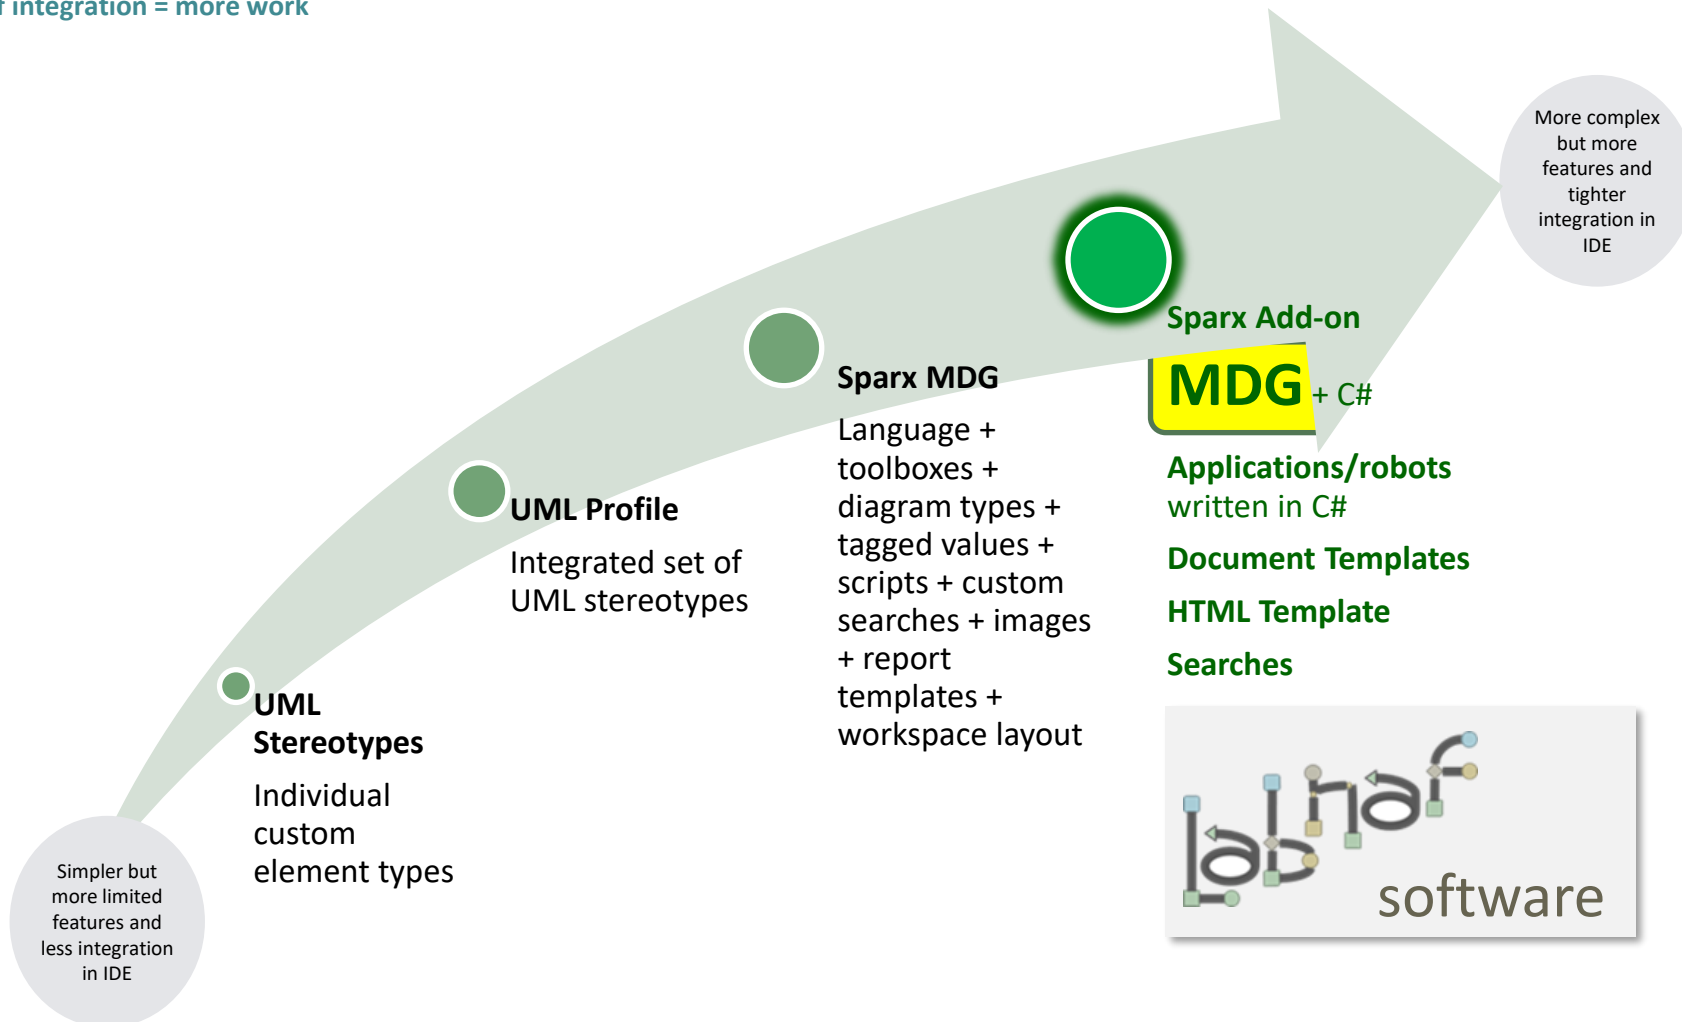 f integration = more work
More complex
but more
features and
tighter
integration in
IDE
Sparx Add-on
MDG + C#
Applications/robots
written in C#
Document Templates
HTML Template
Searches
Sparx MDG
Language +
toolboxes +
diagram types +
tagged values +
scripts + custom
searches + images
+ report
templates +
workspace layout
UML Profile
Integrated set of
UML stereotypes
UML
Stereotypes
Individual
custom
element types
Simpler but
more limited
features and
less integration
in IDE
Labnaf
software